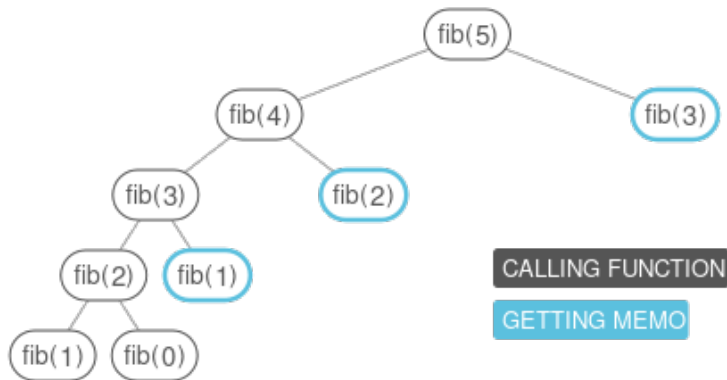 fib(5)
fib(4)
fib(3)
fib(3)
fib(2)
fib(2)
fib(1)
CALLING FUNCTION
GETTING MEMO
fib(1)
fib(0)